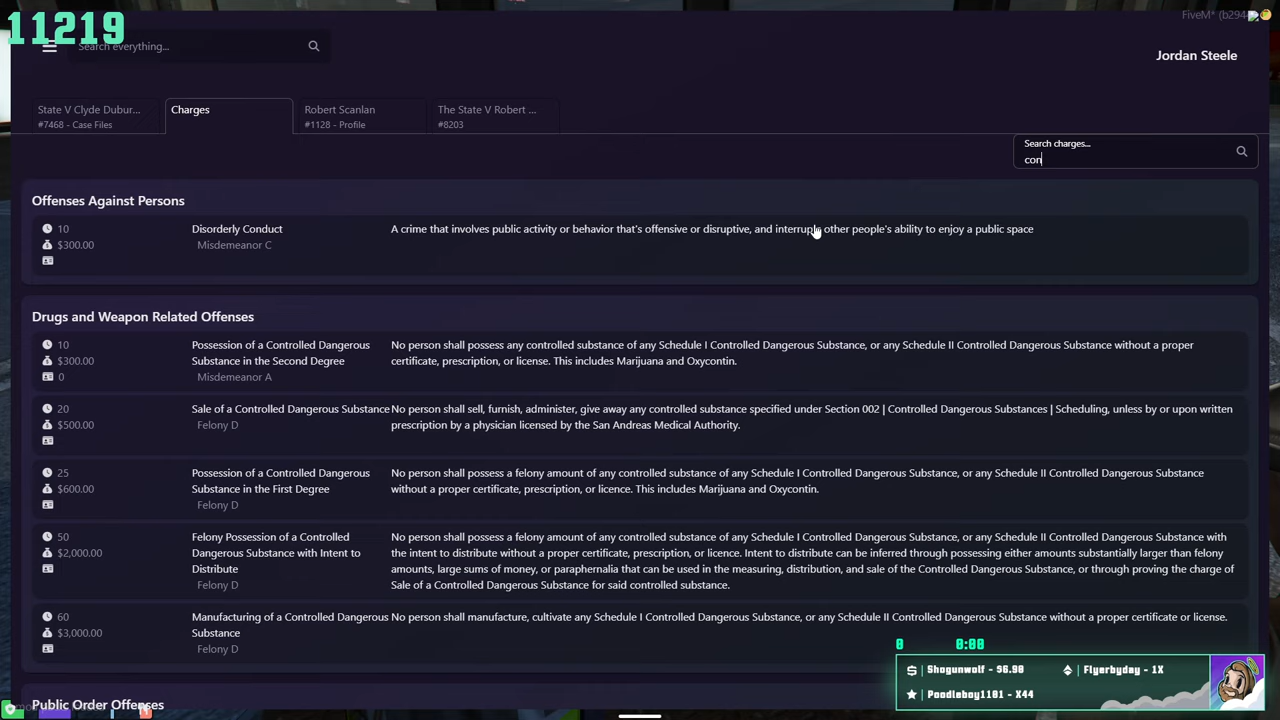 11219
FiveM* (b294
Search everything...
Jordan Steele
State V Clyde Dubur...
#7468 - Case Files
Charges
Robert Scanlan
#1128 - Profile
The State V Robert ...
#8203
Search charges...
con
Offenses Against Persons
10
$300.00
Disorderly Conduct
Misdemeanor C
A crime that involves public activity or behavior that's offensive or disruptive, and interrupts other people's ability to enjoy a public space
Drugs and Weapon Related Offenses
10
$300.00
0
Possession of a Controlled Dangerous
Substance in the Second Degree
Misdemeanor A
No person shall possess any controlled substance of any Schedule I Controlled Dangerous Substance, or any Schedule II Controlled Dangerous Substance without a proper
certificate, prescription, or license. This includes Marijuana and Oxycontin.
20
$500.00
Sale of a Controlled Dangerous Substance
Felony D
No person shall sell, furnish, administer, give away any controlled substance specified under Section 002 | Controlled Dangerous Substances | Scheduling, unless by or upon written
prescription by a physician licensed by the San Andreas Medical Authority.
25
$600.00
Possession of a Controlled Dangerous
Substance in the First Degree
Felony D
No person shall possess a felony amount of any controlled substance of any Schedule I Controlled Dangerous Substance, or any Schedule II Controlled Dangerous Substance
without a proper certificate, prescription, or licence. This includes Marijuana and Oxycontin.
50
$2,000.00
Felony Possession of a Controlled
Dangerous Substance with Intent to
Distribute
Felony D
No person shall possess a felony amount of any controlled substance of any Schedule I Controlled Dangerous Substance, or any Schedule II Controlled Dangerous Substance with
the intent to distribute without a proper certificate, prescription, or licence. Intent to distribute can be inferred through possessing either amounts substantially larger than felony
amounts, large sums of money, or paraphernalia that can be used in the measuring, distribution, and sale of the Controlled Dangerous Substance, or through proving the charge of
Sale of a Controlled Dangerous Substance for said controlled substance.
60
$3,000.00
Manufacturing of a Controlled Dangerous
Substance
Felony D
No person shall manufacture, cultivate any Schedule I Controlled Dangerous Substance, or any Schedule II Controlled Dangerous Substance without a proper certificate or license.
Public Order Offenses
0
0:00
Shogunwolf - $6.90
Flyerbyday - 1X
Poodleboy1101 - X44